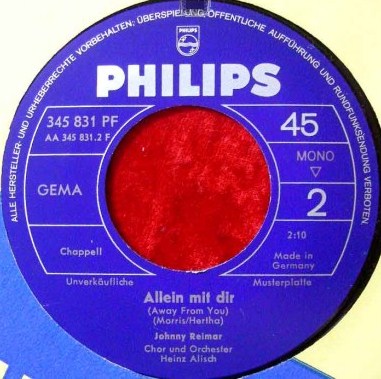 ALLE HERSTELLER- UND URHEBERRECHTE VORBEHALTEN: ÜBERSPIELUNG, ÖFFENTLICHE AUFFÜHRUNG UND RUNDFUNKSENDUNG VERBOTEN.
PHILIPS
PHILIPS
345 831 PF
AA 345 831.2 F
45
MONO
GEMA
2
2:10
Chappell
Made in
Germany
Unverkäufliche
Musterplatte
Allein mit dir
(Away From You)
(Morris/Hertha)
Johnny Reimar
Chor und Orchester
Heinz Alisch